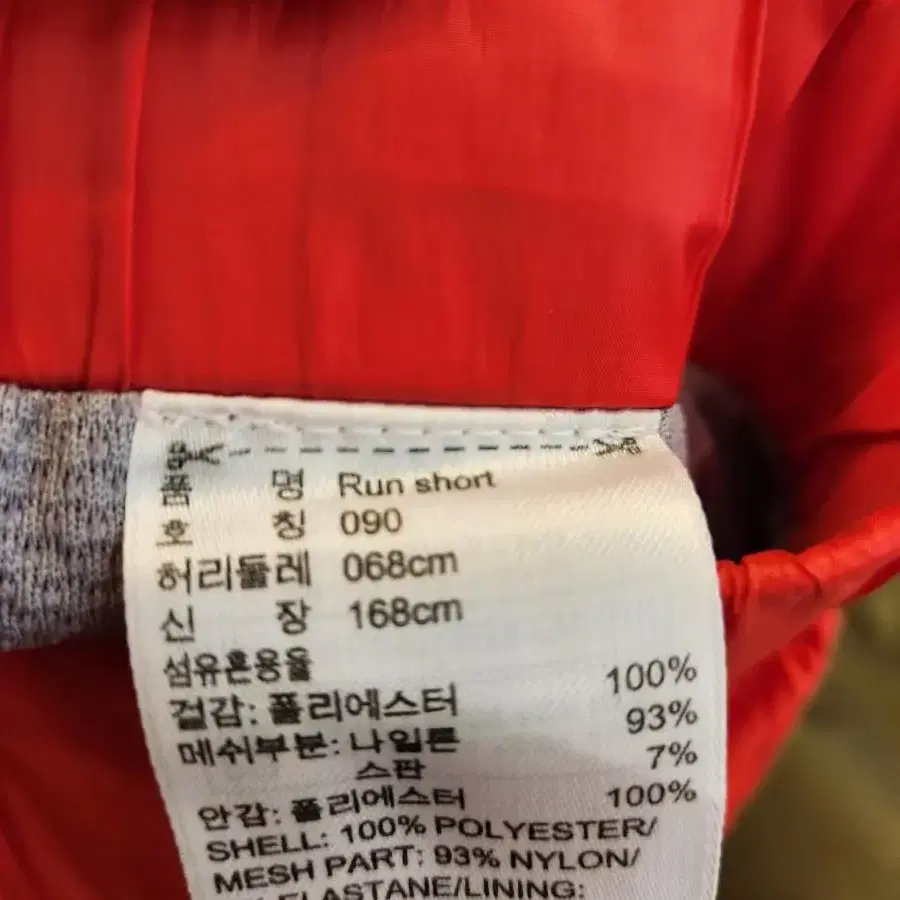 품 명 Run short
호 칭 090
허리둘레 068cm
신 장 168cm
섬유혼용율
겉감: 폴리에스터 100%
메쉬부분: 나일론 93%
스판 7%
안감: 폴리에스터 100%
SHELL: 100% POLYESTER/
MESH PART: 93% NYLON/
ELASTANE/LINING: